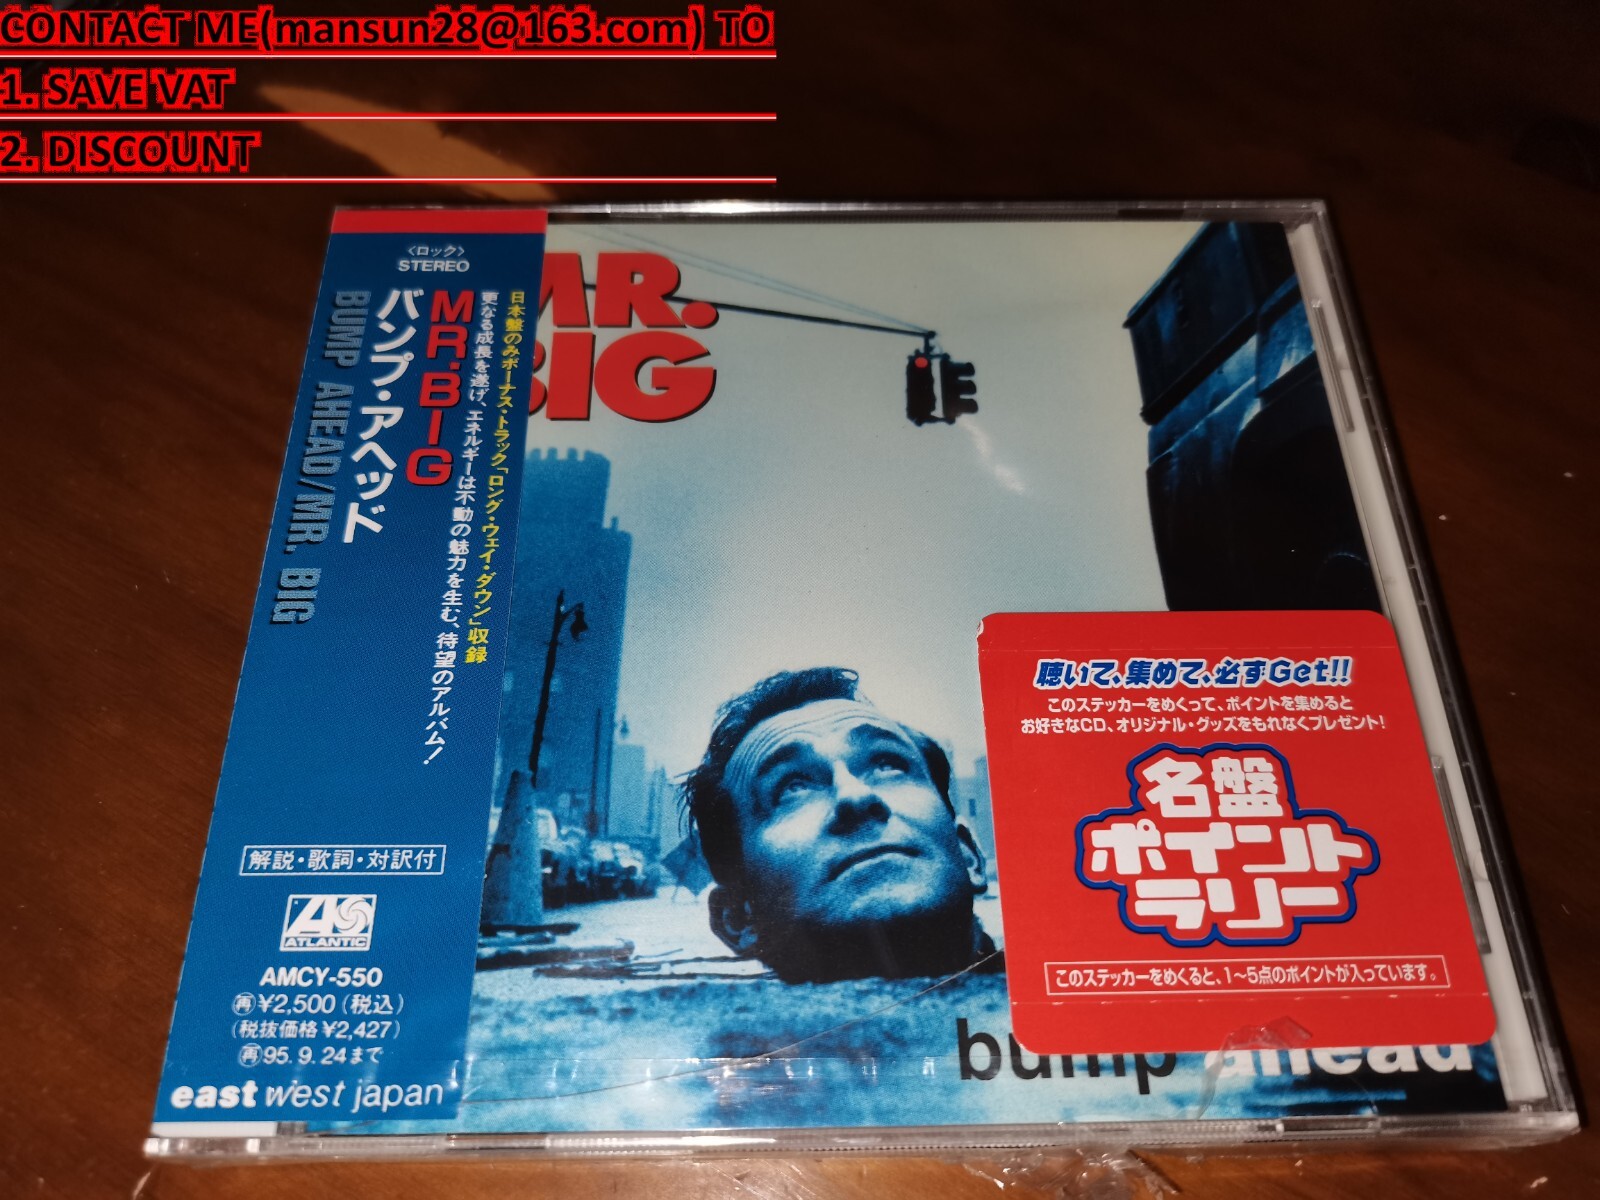 CONTACT ME(mansun28@163.com) TO
1. SAVE VAT
2. DISCOUNT
〈ロック〉
STEREO
日本盤のみボーナス・トラック「ロング・ウェイ・ダウン」収録
更なる成長を遂げ、エネルギーは不動の魅力を生む、待望のアルバム!
MR.BIG
バンプ・アヘッド
BUMP AHEAD/MR. BIG
解説・歌詞・対訳付
ATLANTIC
AMCY-550
再¥2,500(税込)
(税抜価格¥2,427)
再95.9.24まで
east west japan
MR.
BIG
聴いて、集めて、必ずGet!!
このステッカーをめくって、ポイントを集めると
お好きなCD、オリジナル・グッズをもれなくプレゼント!
名盤
ポイント
ラリー
このステッカーをめくると、1〜5点のポイントが入っています。
bump ahead